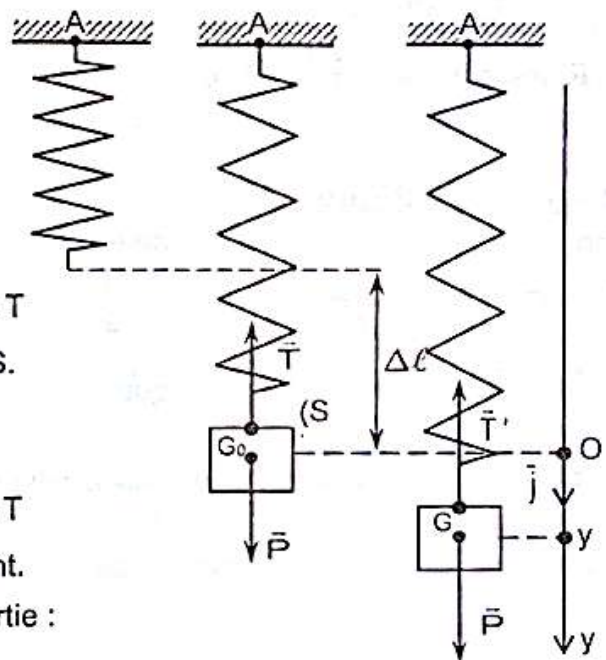 A A A
T
S.
T⃗ Δℓ
(S T⃗'
G₀ O
j⃗
T
G y
P⃗
nt.
rtie :
P⃗
y